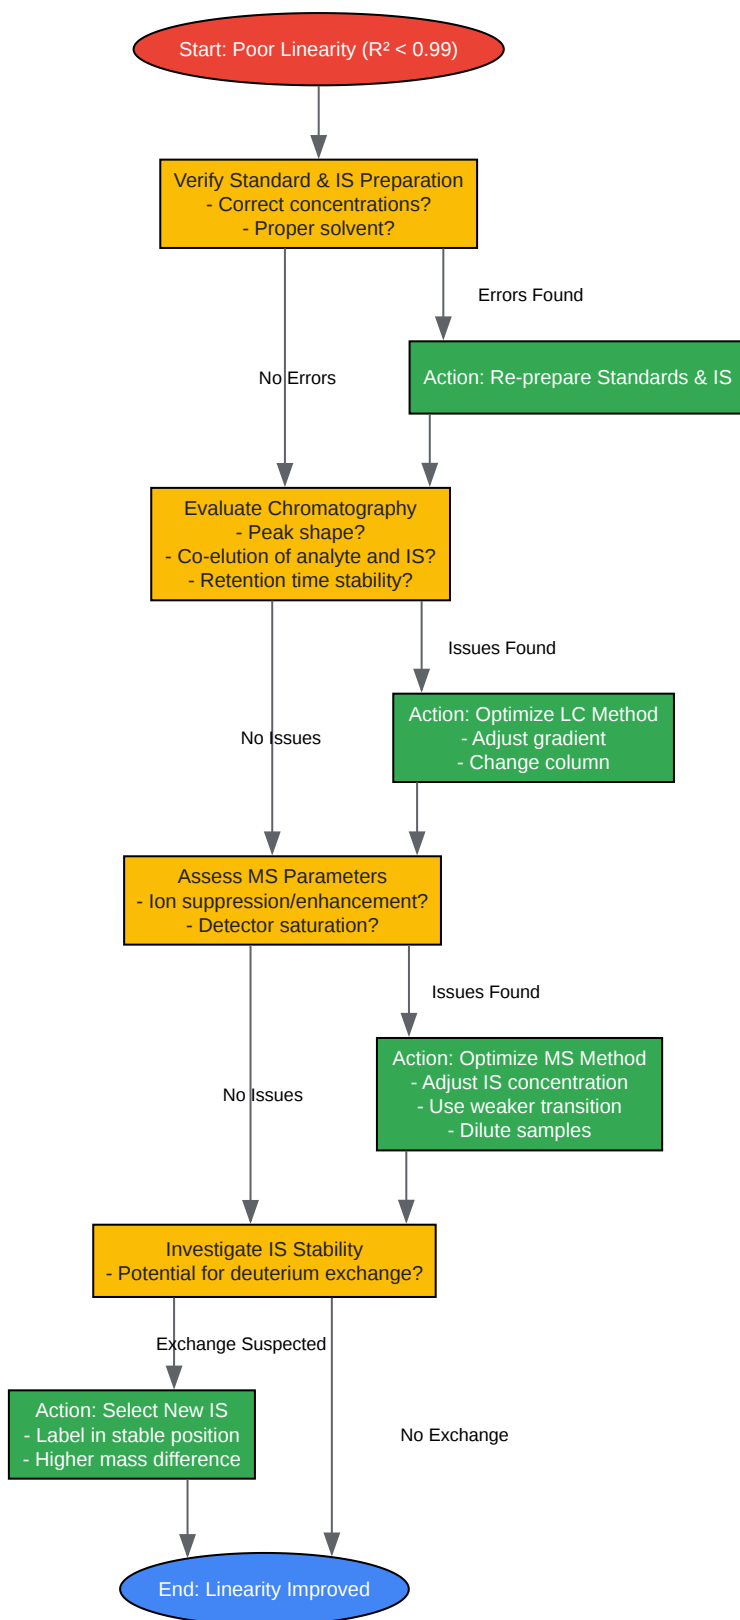 Start: Poor Linearity (R² < 0.99)
Verify Standard & IS Preparation
- Correct concentrations?
- Proper solvent?
Errors Found
No Errors
Action: Re-prepare Standards & IS
Evaluate Chromatography
- Peak shape?
- Co-elution of analyte and IS?
- Retention time stability?
Issues Found
No Issues
Action: Optimize LC Method
- Adjust gradient
- Change column
Assess MS Parameters
- Ion suppression/enhancement?
- Detector saturation?
Issues Found
No Issues
Action: Optimize MS Method
- Adjust IS concentration
- Use weaker transition
- Dilute samples
Investigate IS Stability
- Potential for deuterium exchange?
Exchange Suspected
No Exchange
Action: Select New IS
- Label in stable position
- Higher mass difference
End: Linearity Improved